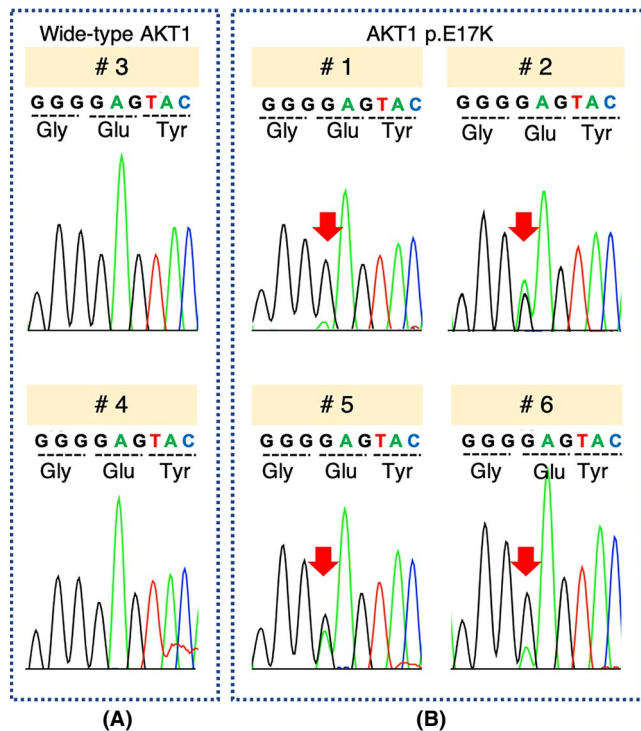 Wide-type AKT1
# 3
GGGGAGTAC
Gly Glu Tyr
# 4
GGGGAGTAC
Gly Glu Tyr
(A)
AKT1 p.E17K
# 1
GGGGAGTAC
Gly Glu Tyr
# 2
GGGGAGTAC
Gly Glu Tyr
# 5
GGGGAGTAC
Gly Glu Tyr
# 6
GGGGAGTAC
Gly Glu Tyr
(B)